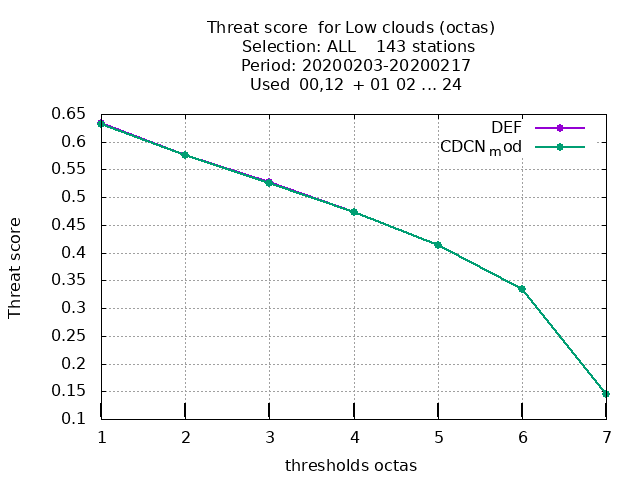 Threat score  for Low clouds (octas)
Selection: ALL    143 stations
Period: 20200203-20200217
Used  00,12  + 01 02 ... 24
DEF
CDCNmod
0.65
0.6
0.55
0.5
0.45
0.4
0.35
0.3
0.25
0.2
0.15
0.1
Threat score
1 2 3 4 5 6 7
thresholds octas